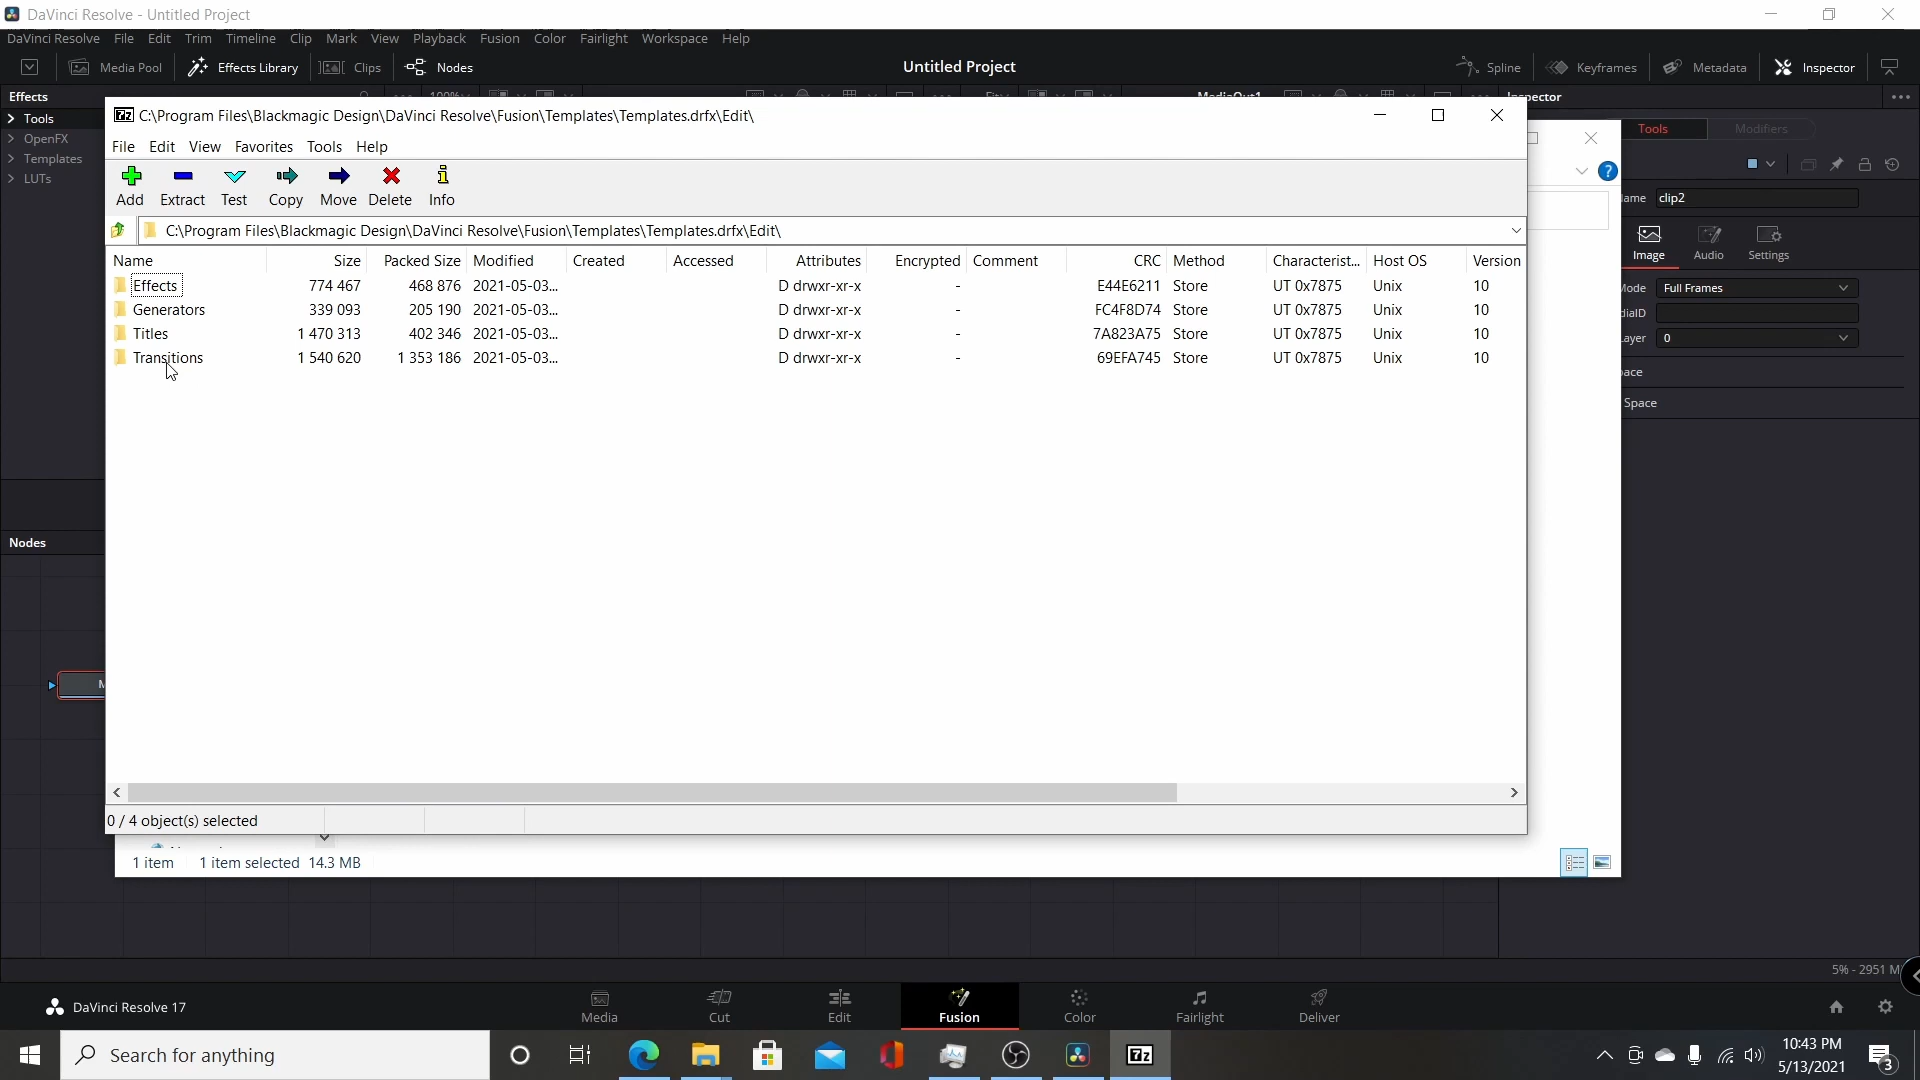 DaVinci Resolve - Untitled Project
DaVinci Resolve File Edit Trim Timeline Clip Mark View Playback Fusion Color Fairlight Workspace Help
Media Pool Effects Library Clips Nodes Untitled Project Spline Keyframes Metadata Inspector
Effects
Tools
OpenFX
Templates
LUTs
C:\Program Files\Blackmagic Design\DaVinci Resolve\Fusion\Templates\Templates.drfx\Edit\
File Edit View Favorites Tools Help
Add Extract Test Copy Move Delete Info
C:\Program Files\Blackmagic Design\DaVinci Resolve\Fusion\Templates\Templates.drfx\Edit\
Name Size Packed Size Modified Created Accessed Attributes Encrypted Comment CRC Method Characterist... Host OS Version
Effects 774 467 468 876 2021-05-03... D drwxr-xr-x - E44E6211 Store UT 0x7875 Unix 10
Generators 339 093 205 190 2021-05-03... D drwxr-xr-x - FC4F8D74 Store UT 0x7875 Unix 10
Titles 1 470 313 402 346 2021-05-03... D drwxr-xr-x - 7A823A75 Store UT 0x7875 Unix 10
Transitions 1 540 620 1 353 186 2021-05-03... D drwxr-xr-x - 69EFA745 Store UT 0x7875 Unix 10
0 / 4 object(s) selected
1 item 1 item selected 14.3 MB
Tools Modifiers
clip2
Image Audio Settings
Full Frames
0
Space
Nodes
5% - 2951 M
DaVinci Resolve 17
Media Cut Edit Fusion Color Fairlight Deliver
Search for anything
7z
10:43 PM
5/13/2021
3